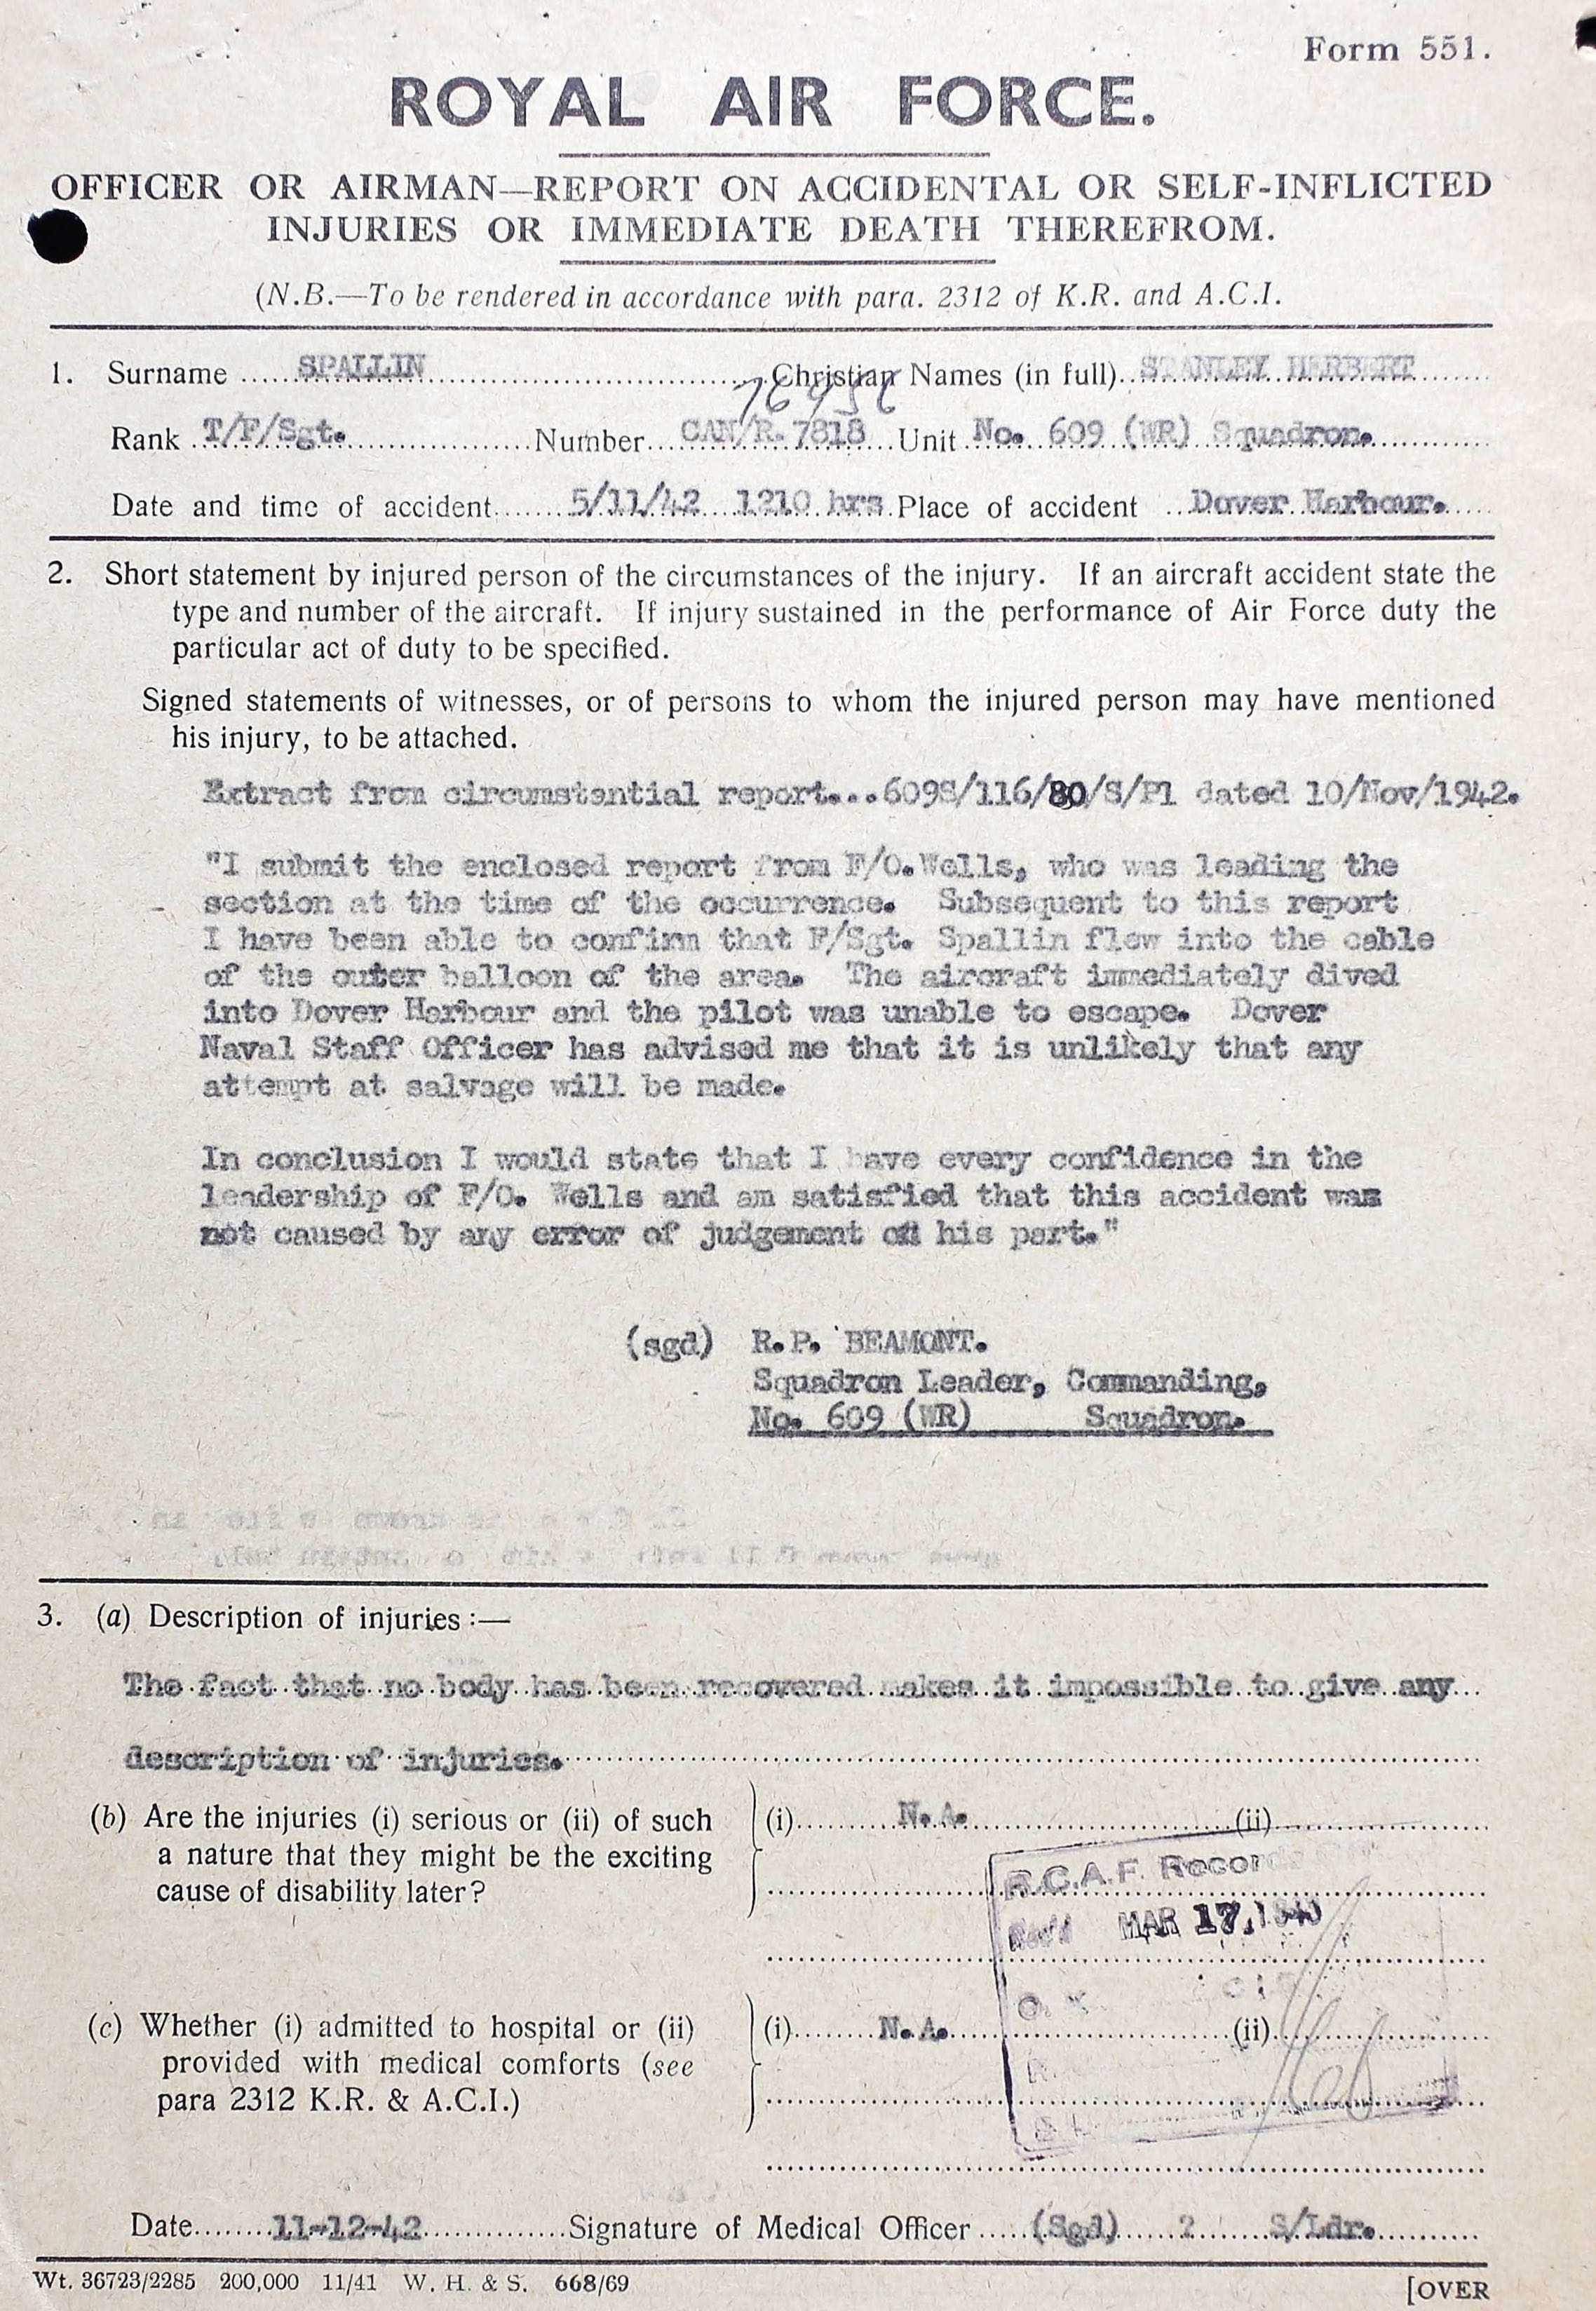 Form 551.
ROYAL AIR FORCE.
OFFICER OR AIRMAN—REPORT ON ACCIDENTAL OR SELF-INFLICTED
INJURIES OR IMMEDIATE DEATH THEREFROM.
(N.B.—To be rendered in accordance with para. 2312 of K.R. and A.C.I.
1. Surname SPALLIN Christian Names (in full) STANLEY HARBERT
Rank T/F/Sgt. Number CAN/R.7818 Unit No. 609 (WR) Squadron.
Date and time of accident 5/11/42 1210 hrs Place of accident Dover Harbour.
2. Short statement by injured person of the circumstances of the injury. If an aircraft accident state the
type and number of the aircraft. If injury sustained in the performance of Air Force duty the
particular act of duty to be specified.
Signed statements of witnesses, or of persons to whom the injured person may have mentioned
his injury, to be attached.
Extract from circumstantial report...609S/116/80/S/P1 dated 10/Nov/1942.
"I submit the enclosed report from F/O.Wells, who was leading the
section at the time of the occurrence. Subsequent to this report
I have been able to confirm that F/Sgt. Spallin flew into the cable
of the outer balloon of the area. The aircraft immediately dived
into Dover Harbour and the pilot was unable to escape. Dover
Naval Staff Officer has advised me that it is unlikely that any
attempt at salvage will be made.
In conclusion I would state that I have every confidence in the
leadership of F/O. Wells and am satisfied that this accident was
not caused by any error of judgement on his part."
(sgd) R.P. BEAMONT.
Squadron Leader, Commanding,
No. 609 (WR) Squadron.
3. (a) Description of injuries :—
The fact that no body has been recovered makes it impossible to give any
description of injuries.
(b) Are the injuries (i) serious or (ii) of such (i) N.A. (ii)
a nature that they might be the exciting
cause of disability later?
R.C.A.F. Records
MAR 17, 1943
(c) Whether (i) admitted to hospital or (ii) (i) N.A. (ii)
provided with medical comforts (see
para 2312 K.R. & A.C.I.)
Date 11-12-42 Signature of Medical Officer (Sgd) ? S/Ldr.
Wt. 36723/2285 200,000 11/41 W. H. & S. 668/69
[OVER